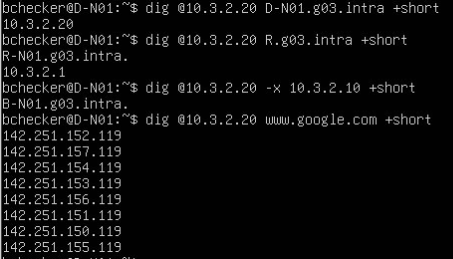 bchecker@D-N01:~$ dig @10.3.2.20 D-N01.g03.intra +short
10.3.2.20
bchecker@D-N01:~$ dig @10.3.2.20 R.g03.intra +short
R-N01.g03.intra.
10.3.2.1
bchecker@D-N01:~$ dig @10.3.2.20 -x 10.3.2.10 +short
B-N01.g03.intra.
bchecker@D-N01:~$ dig @10.3.2.20 www.google.com +short
142.251.152.119
142.251.157.119
142.251.154.119
142.251.153.119
142.251.156.119
142.251.151.119
142.251.150.119
142.251.155.119